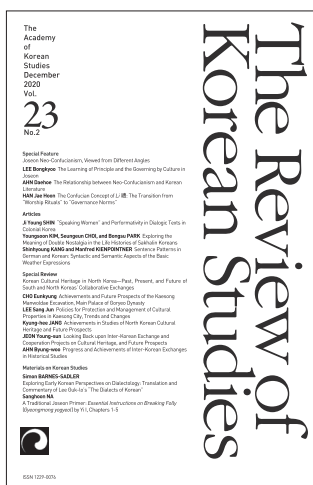 The
Academy
of
Korean
Studies
December
2020
Vol.
23
No.2
The Review of
Korean Studies
Special Feature
Joseon Neo-Confucianism, Viewed from Different Angles
LEE Bongkyoo The Learning of Principle and the Governing by Culture in
Joseon
AHN Daehoe The Relationship between Neo-Confucianism and Korean
Literature
HAN Jae Hoon The Confucian Concept of Li 禮: The Transition from
"Worship Rituals" to "Governance Norms"
Articles
Ji Young SHIN "Speaking Women" and Performativity in Dialogic Texts in
Colonial Korea
Youngsoon KIM, Seungeun CHOI, and Bongsu PARK Exploring the
Meaning of Double Nostalgia in the Life Histories of Sakhalin Koreans
Shinhyoung KANG and Manfred KIENPOINTNER Sentence Patterns in
German and Korean: Syntactic and Semantic Aspects of the Basic
Weather Expressions
Special Review
Korean Cultural Heritage in North Korea—Past, Present, and Future of
South and North Korea's Collaborative Exchanges
CHO Eunkyung Achievements and Future Prospects of the Kaesong
Manwoldae Excavation, Main Palace of Goryeo Dynasty
LEE Sang Jun Policies for Protection and Management of Cultural
Properties in Kaesong City, Trends and Changes
Kyung-hee JANG Achievements in Studies of North Korean Cultural
Heritage and Future Prospects
JEON Young-sun Looking Back upon Inter-Korean Exchange and
Cooperation Projects on Cultural Heritage, and Future Prospects
AHN Byung-woo Progress and Achievements of Inter-Korean Exchanges
in Historical Studies
Materials on Korean Studies
Simon BARNES-SADLER
Exploring Early Korean Perspectives on Dialectology: Translation and
Commentary of Lee Guk-lo's "The Dialects of Korean"
Sanghoon NA
A Traditional Joseon Primer: Essential Instructions on Breaking Folly
(Gyeongmong yogyeol) by Yi I, Chapters 1-5
ISSN 1229-0076